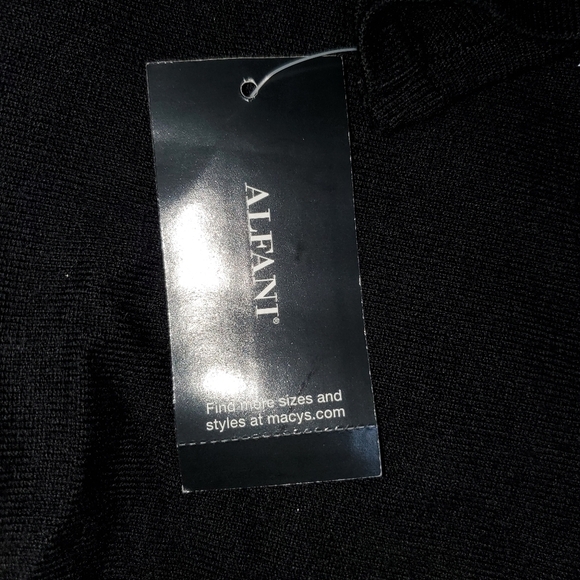 ALFANI®
Find more sizes and
styles at macys.com